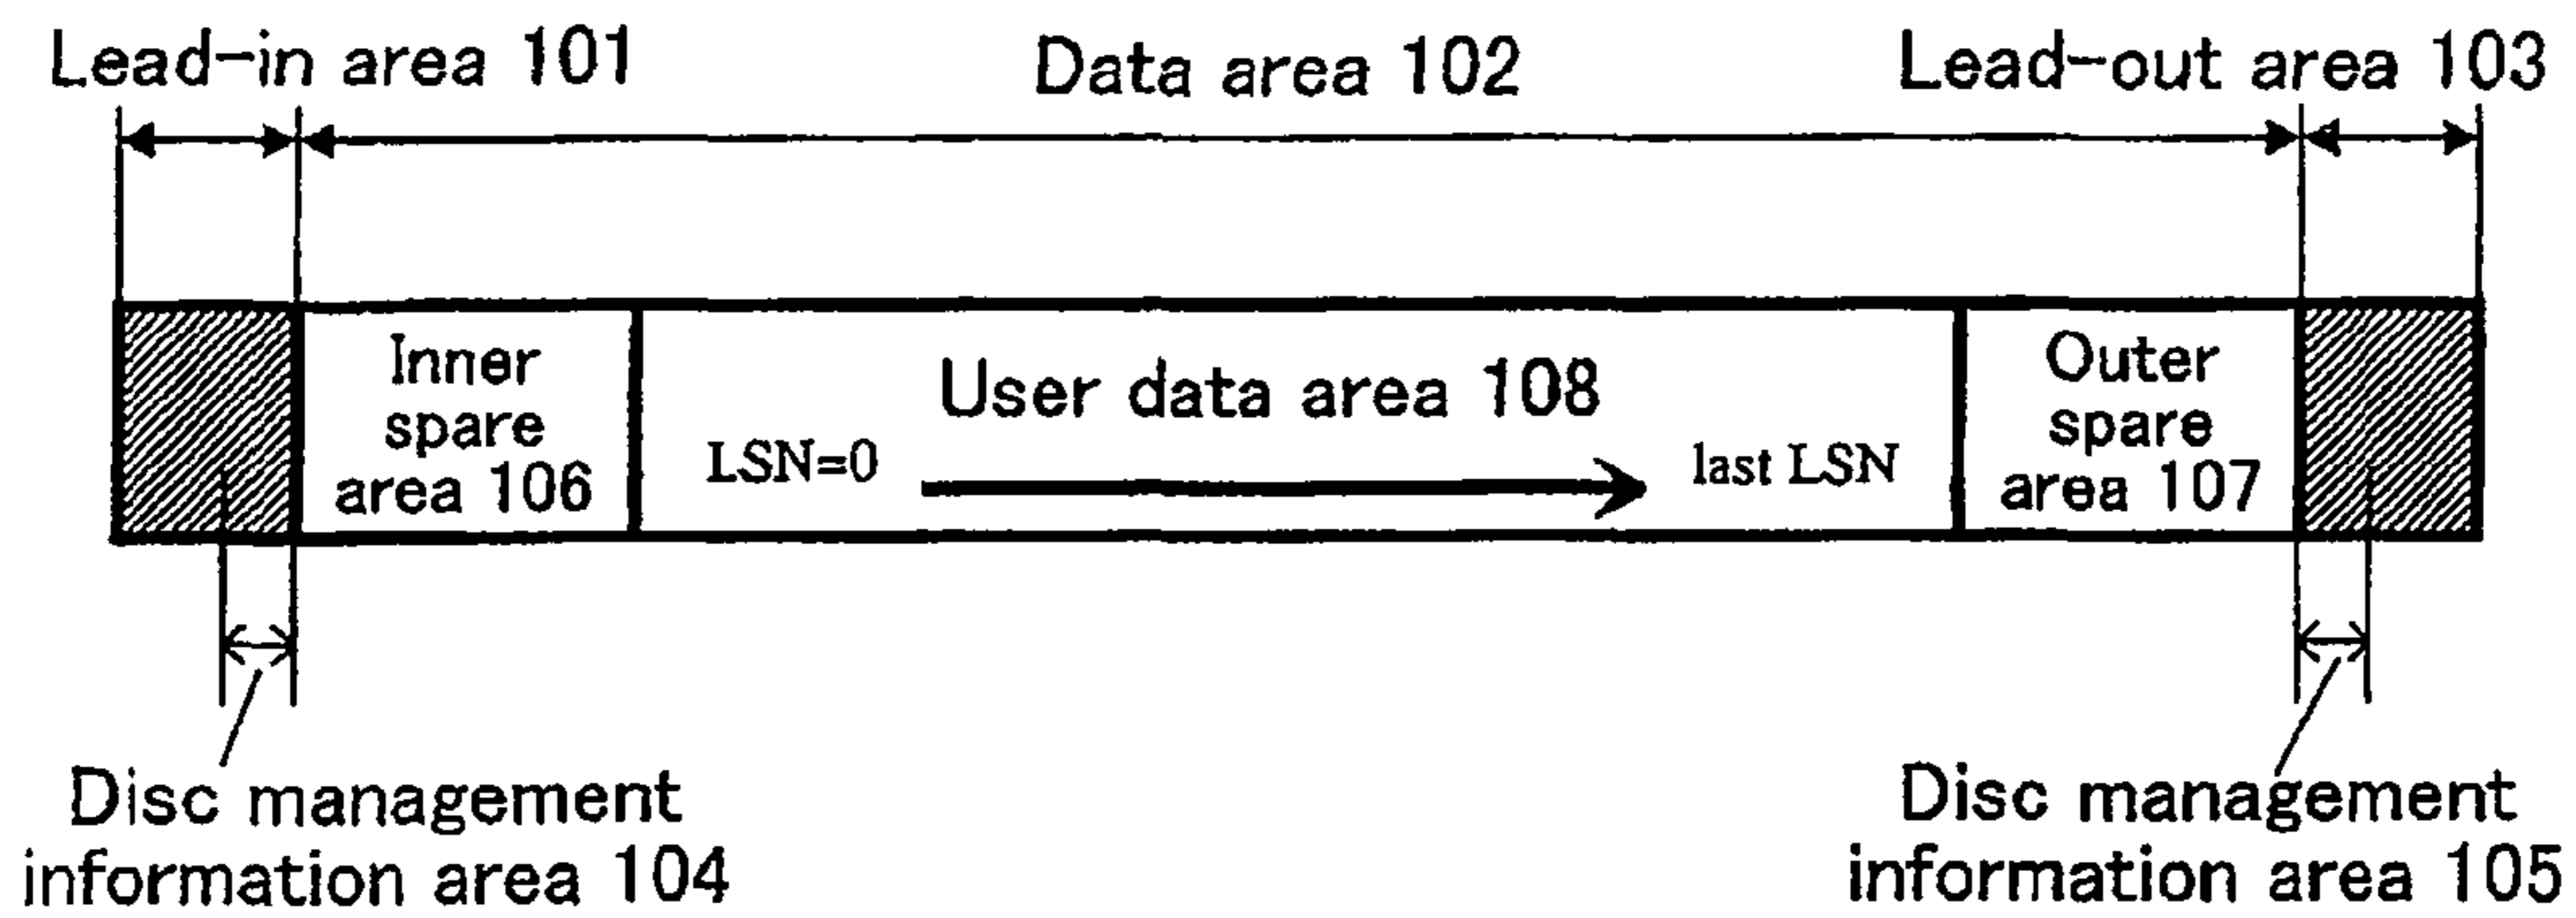 Lead-in area 101
Data area 102
Lead-out area 103
Inner
spare
area 106
User data area 108
LSN=0
last LSN
Outer
spare
area 107
Disc management
information area 104
Disc management
information area 105